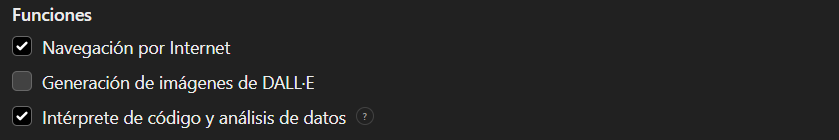 Funciones
Navegación por Internet
Generación de imágenes de DALL·E
Intérprete de código y análisis de datos ?